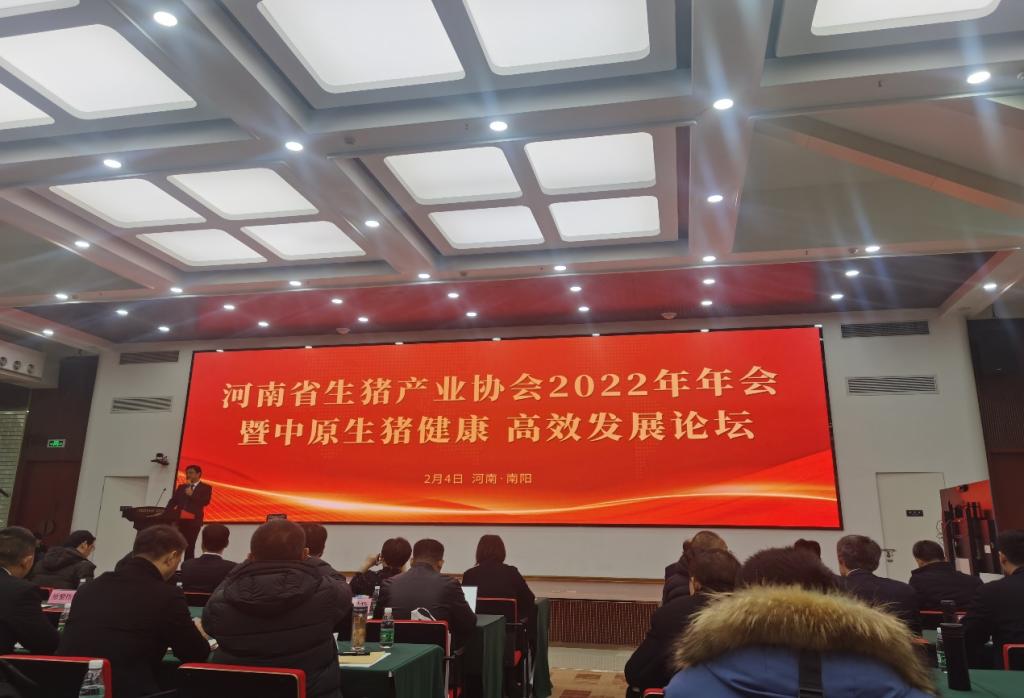 河南省生猪产业协会2022年年会
暨中原生猪健康 高效发展论坛
2月4日 河南·南阳